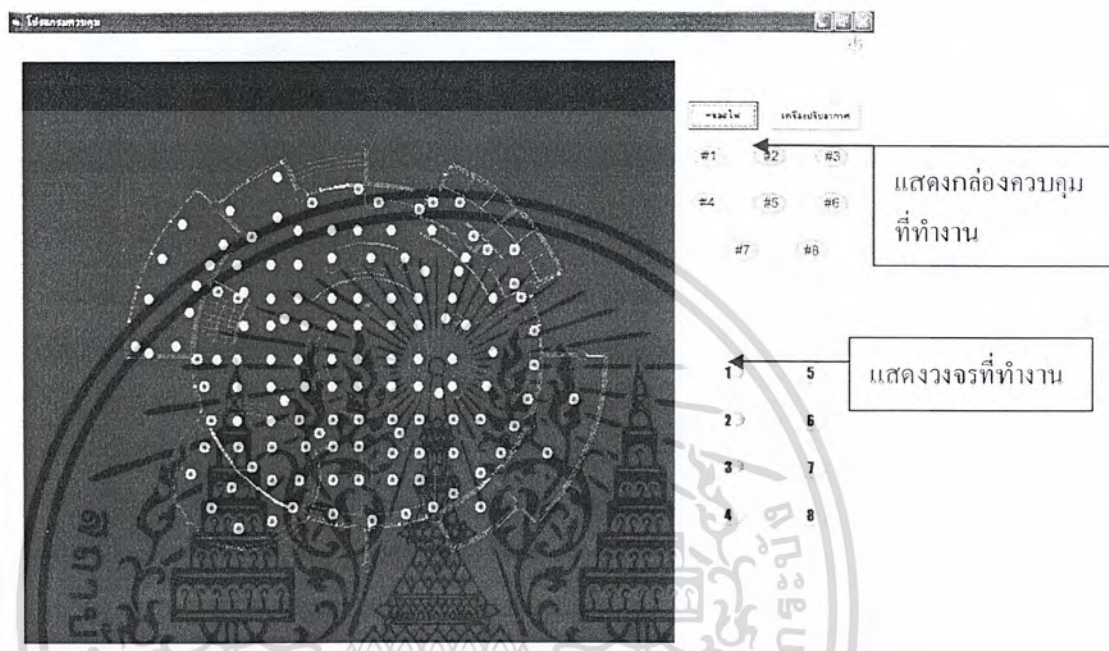 โปรแกรมควบคุม
หลอดไฟ เครื่องปรับอากาศ
#1 #2 #3
#4 #5 #6
#7 #8
แสดงกล่องควบคุม
ที่ทำงาน
แสดงวงจรที่ทำงาน
1 5
2 6
3 7
4 8